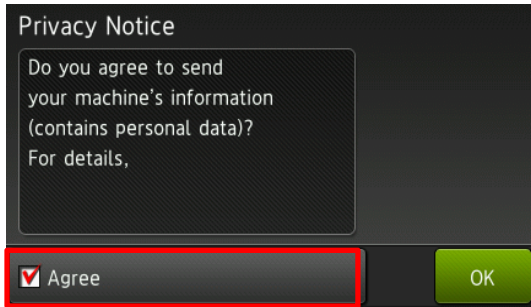 Privacy Notice
Do you agree to send
your machine's information
(contains personal data)?
For details,
Agree
OK